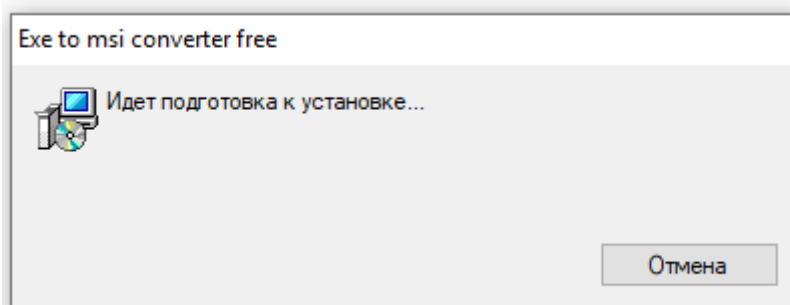 Exe to msi converter free
Идет подготовка к установке...
Отмена